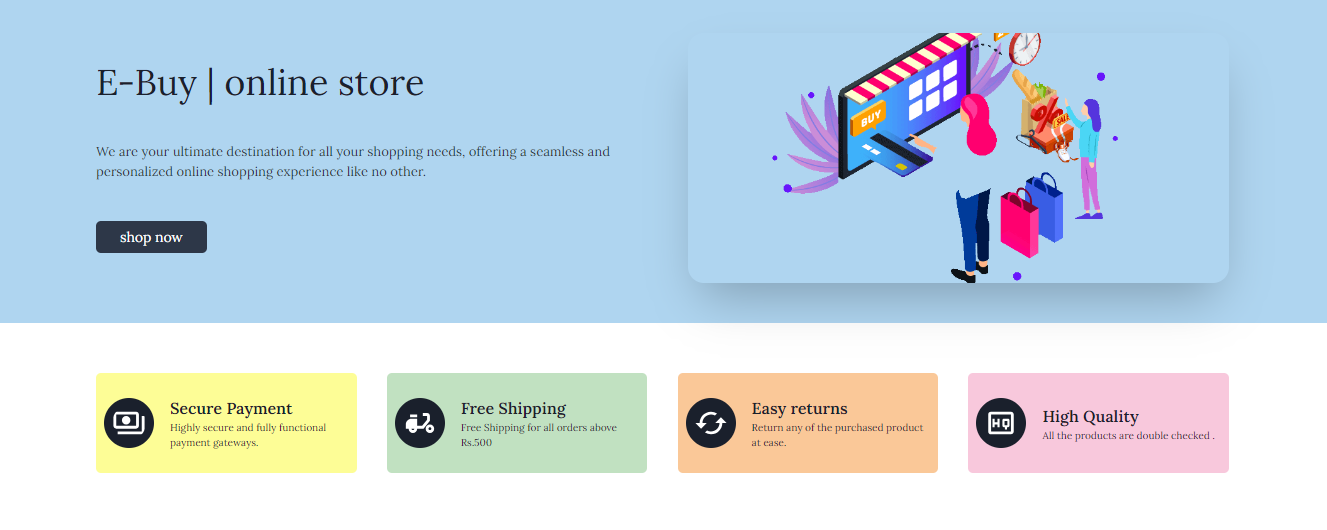 E-Buy | online store
We are your ultimate destination for all your shopping needs, offering a seamless and
personalized online shopping experience like no other.
shop now
BUY
%
SALE
Secure Payment
Highly secure and fully functional
payment gateways.
Free Shipping
Free Shipping for all orders above
Rs.500
Easy returns
Return any of the purchased product
at ease.
HQ
High Quality
All the products are double checked .